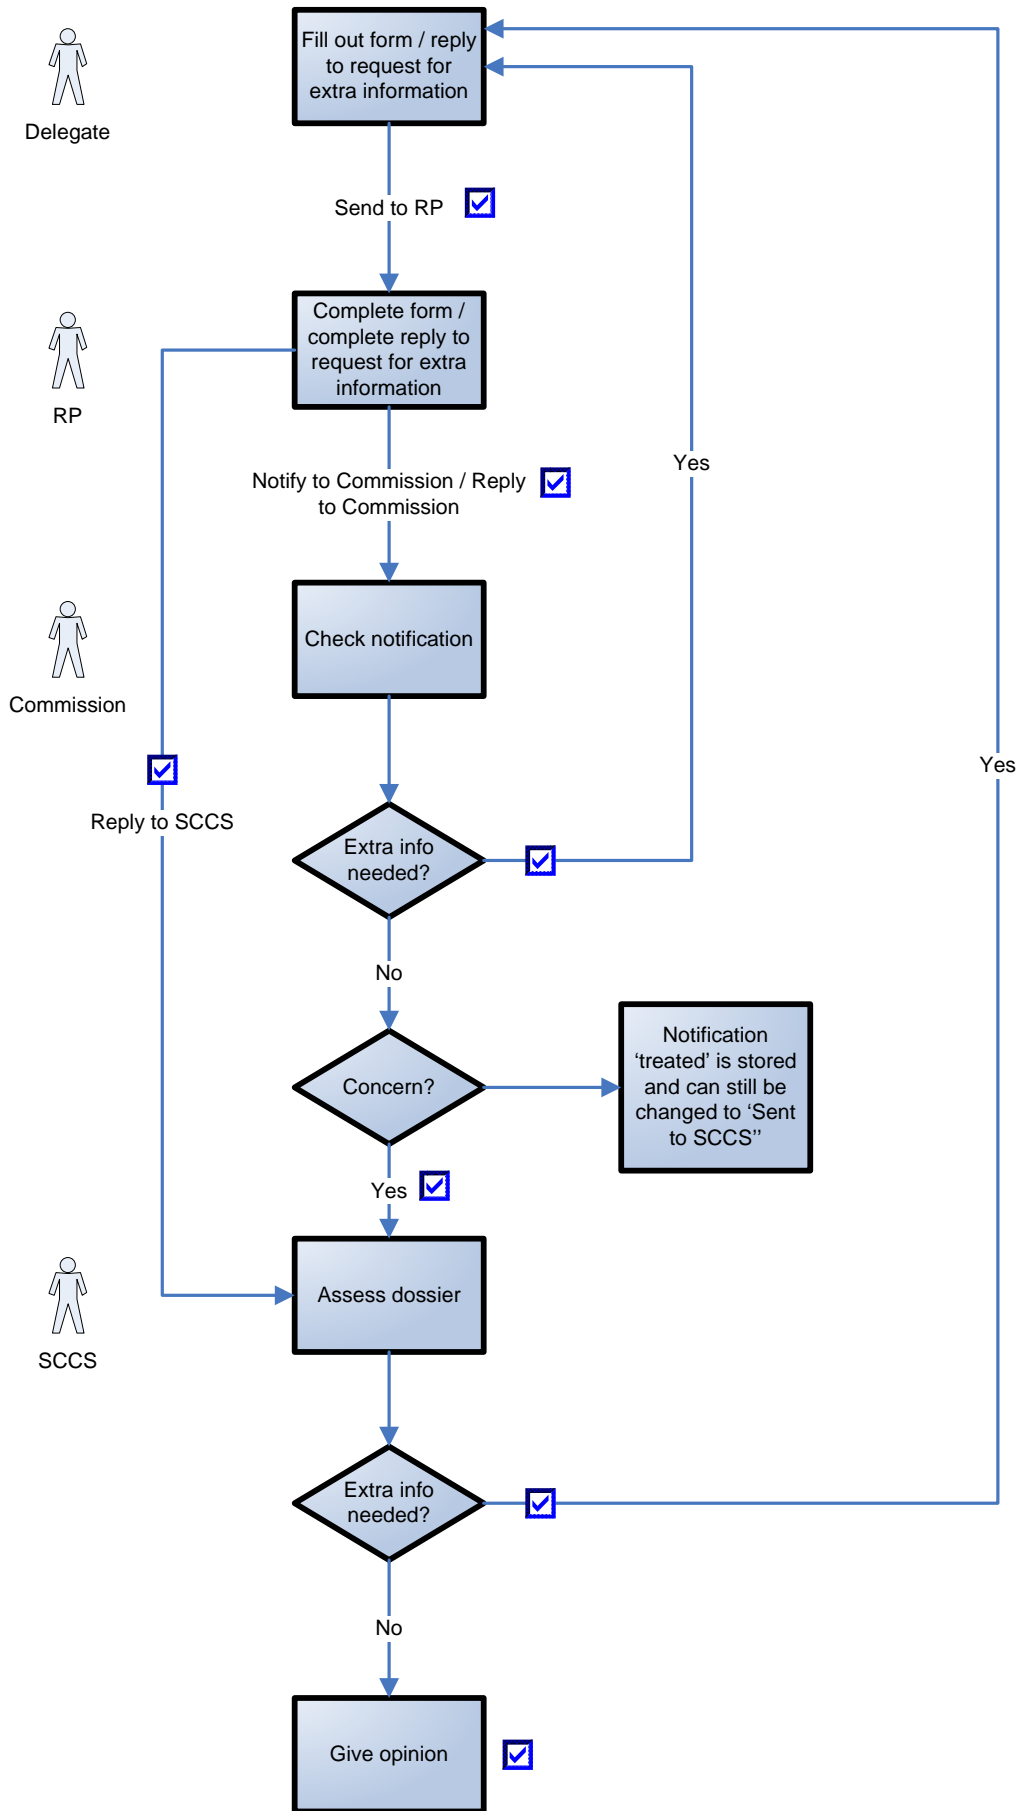 Fill out form / reply
to request for
extra information
Delegate
Send to RP
Complete form /
complete reply to
request for extra
information
RP
Yes
Notify to Commission / Reply
to Commission
Check notification
Commission
Yes
Reply to SCCS
Extra info
needed?
No
Notification
‘treated’ is stored
and can still be
changed to ‘Sent
to SCCS’’
Concern?
Yes
Assess dossier
SCCS
Extra info
needed?
No
Give opinion